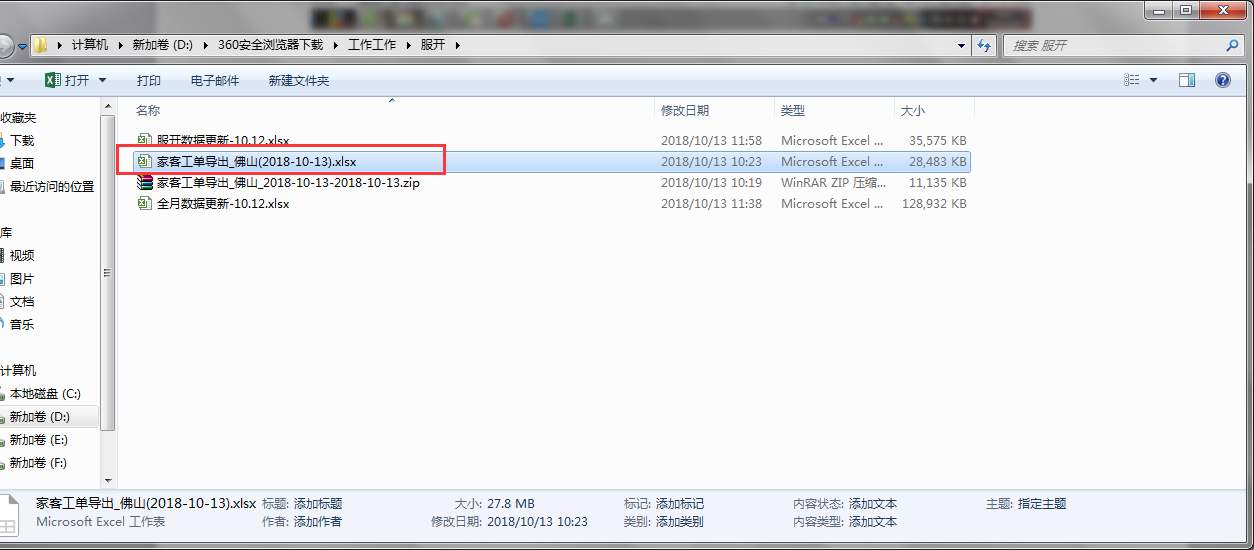 计算机 新加卷 (D:) 360安全浏览器下载 工作工作 服开 搜索 服开
打开 打印 电子邮件 新建文件夹
名称 修改日期 类型 大小
服开数据更新-10.12.xlsx 2018/10/13 11:58 Microsoft Excel ... 35,575 KB
家客工单导出_佛山(2018-10-13).xlsx 2018/10/13 10:23 Microsoft Excel ... 28,483 KB
家客工单导出_佛山_2018-10-13-2018-10-13.zip 2018/10/13 10:19 WinRAR ZIP 压缩... 11,135 KB
全月数据更新-10.12.xlsx 2018/10/13 11:38 Microsoft Excel ... 128,932 KB
收藏夹
下载
桌面
最近访问的位置
库
视频
图片
文档
音乐
计算机
本地磁盘 (C:)
新加卷 (D:)
新加卷 (E:)
新加卷 (F:)
家客工单导出_佛山(2018-10-13).xlsx 标题: 添加标题 大小: 27.8 MB 标记: 添加标记 内容状态: 添加文本 主题: 指定主题
Microsoft Excel 工作表 作者: 添加作者 修改日期: 2018/10/13 10:23 类别: 添加类别 内容类型: 添加文本